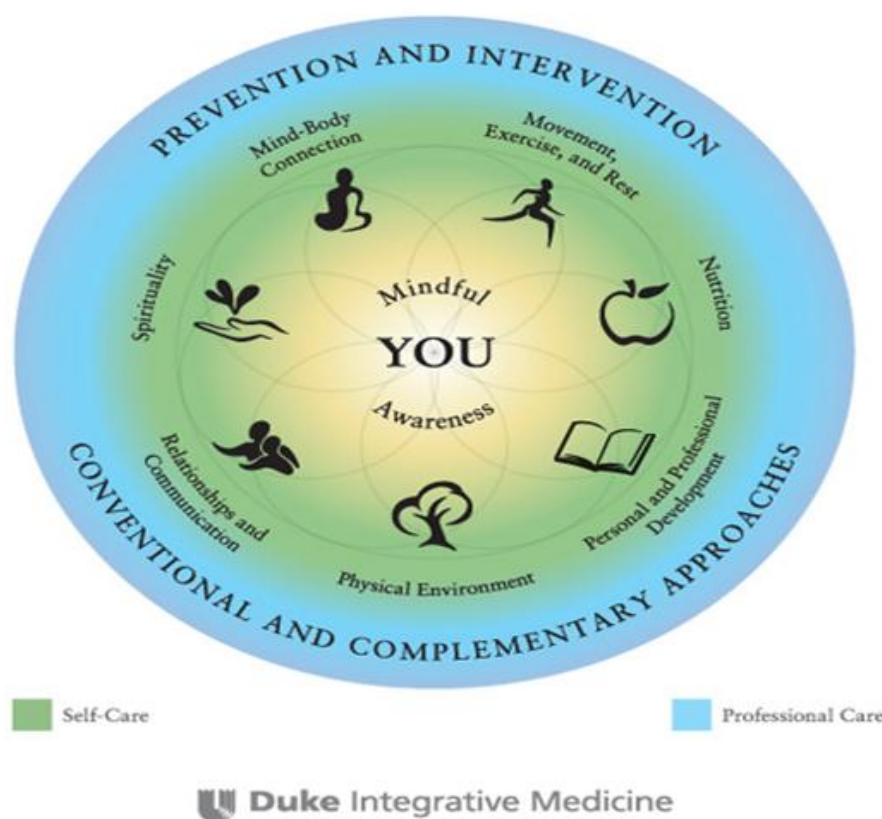 PREVENTION AND INTERVENTION
Mind-Body
Connection
Movement,
Exercise, and Rest
Spirituality
Nutrition
Mindful
YOU
Awareness
Relationships and
Communication
Personal and Professional
Development
Physical Environment
CONVENTIONAL AND COMPLEMENTARY APPROACHES
Self-Care
Professional Care
Duke Integrative Medicine